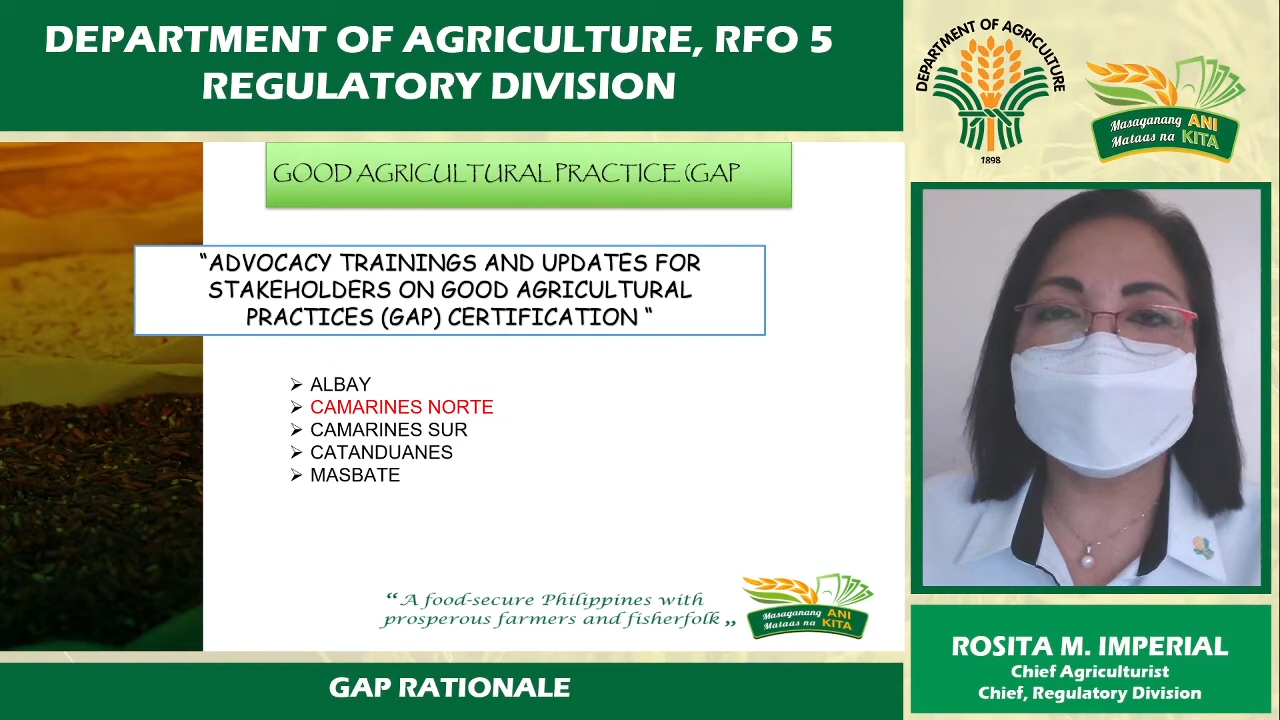 DEPARTMENT OF AGRICULTURE, RFO 5
REGULATORY DIVISION
DEPARTMENT OF AGRICULTURE
1898
Masaganang ANI
Mataas na KITA
GOOD AGRICULTURAL PRACTICE (GAP
“ADVOCACY TRAININGS AND UPDATES FOR
STAKEHOLDERS ON GOOD AGRICULTURAL
PRACTICES (GAP) CERTIFICATION “
➢ ALBAY
➢ CAMARINES NORTE
➢ CAMARINES SUR
➢ CATANDUANES
➢ MASBATE
“ A food-secure Philippines with
prosperous farmers and fisherfolk „
Masaganang ANI
Mataas na KITA
GAP RATIONALE
ROSITA M. IMPERIAL
Chief Agriculturist
Chief, Regulatory Division